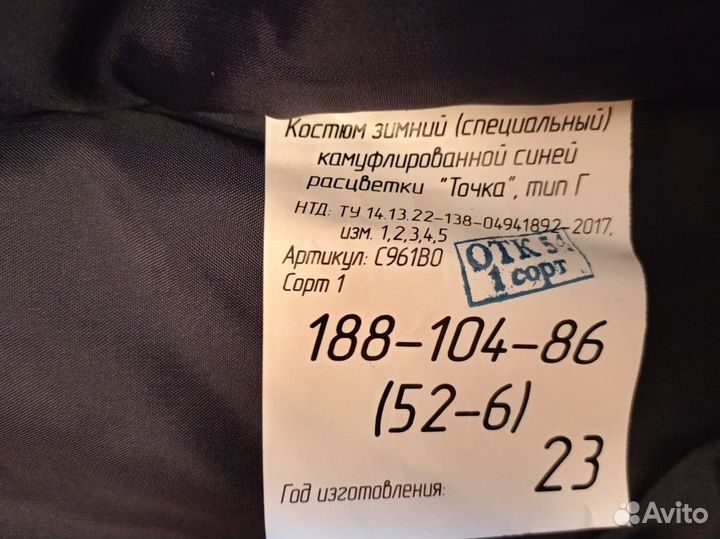 Костюм зимний (специальный)
камуфлированной синей
расцветки "Точка", тип Г
НТД: ТУ 14.13.22-138-04941892-2017,
изм. 1,2,3,4,5
Артикул: С961В0
ОТК 54
1 сорт
Сорт 1
188-104-86
(52-6)
23
Год изготовления:
Avito